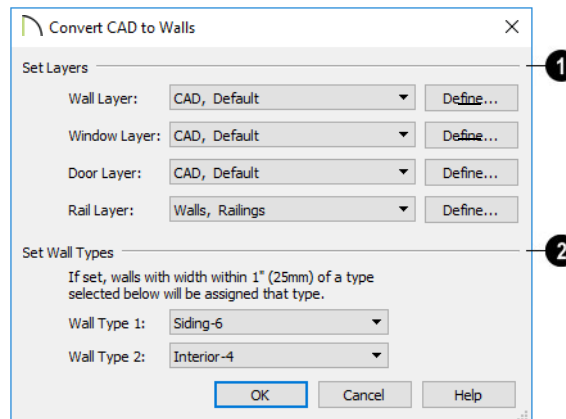 Convert CAD to Walls
Set Layers
1
Wall Layer: CAD, Default Define...
Window Layer: CAD, Default Define...
Door Layer: CAD, Default Define...
Rail Layer: Walls, Railings Define...
Set Wall Types
2
If set, walls with width within 1" (25mm) of a type
selected below will be assigned that type.
Wall Type 1: Siding-6
Wall Type 2: Interior-4
OK Cancel Help